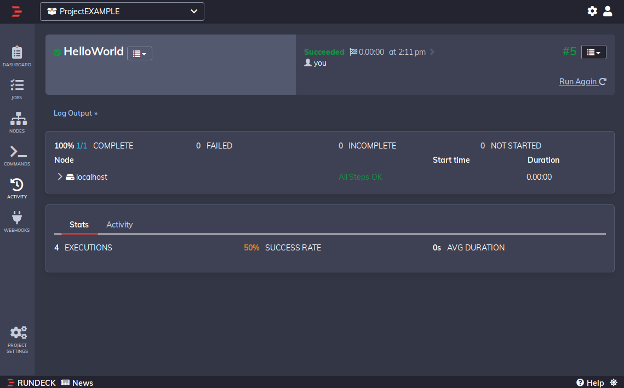 ProjectEXAMPLE
DASHBOARD
JOBS
NODES
COMMANDS
ACTIVITY
WEBHOOKS
PROJECT
SETTINGS
HelloWorld
Succeeded 0.00:00 at 2:11 pm
you
#5
Run Again
Log Output »
100% 1/1 COMPLETE 0 FAILED 0 INCOMPLETE 0 NOT STARTED
Node Start time Duration
localhost All Steps OK 0.00:00
Stats Activity
4 EXECUTIONS 50% SUCCESS RATE 0s AVG DURATION
RUNDECK News Help